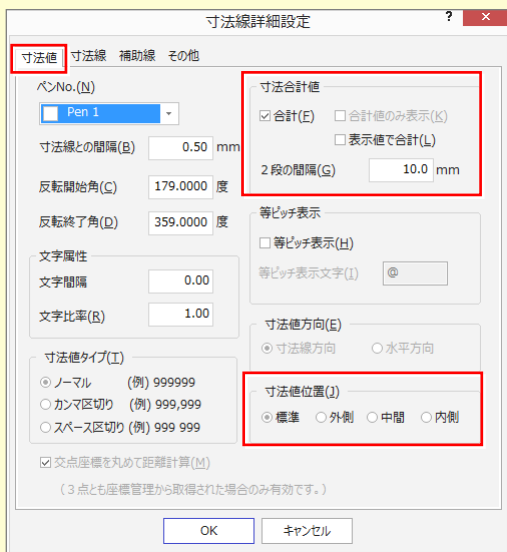 寸法線詳細設定 ? ×
寸法値 寸法線 補助線 その他
ペンNo.(N)
Pen 1
寸法線との間隔(B) 0.50 mm
反転開始角(C) 179.0000 度
反転終了角(D) 359.0000 度
文字属性
文字間隔 0.00
文字比率(R) 1.00
寸法値タイプ(T)
ノーマル (例) 999999
カンマ区切り (例) 999,999
スペース区切り (例) 999 999
交点座標を丸めて距離計算(M)
(3点とも座標管理から取得された場合のみ有効です。)
寸法合計値
合計(F) 合計値のみ表示(K)
表示値で合計(L)
2段の間隔(G) 10.0 mm
等ピッチ表示
等ピッチ表示(H)
等ピッチ表示文字(I) @
寸法値方向(E)
寸法線方向 水平方向
寸法値位置(J)
標準 外側 中間 内側
OK キャンセル